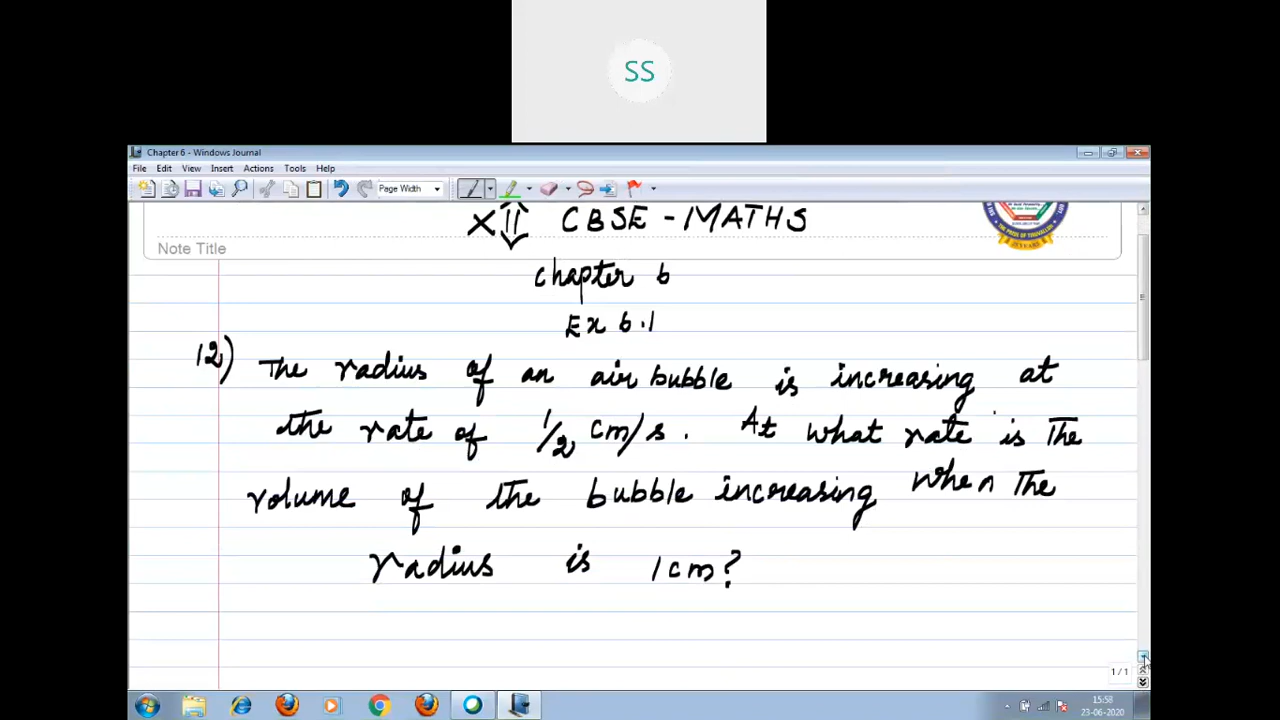 SS
Chapter 6 - Windows Journal
File Edit View Insert Actions Tools Help
Page Width
XII CBSE - MATHS
Note Title
Chapter 6
Ex 6.1
12) The radius of an air bubble is increasing at
the rate of 1/2 cm/s. At what rate is the
volume of the bubble increasing when the
radius is 1cm?
1/1
15:58
23-06-2020